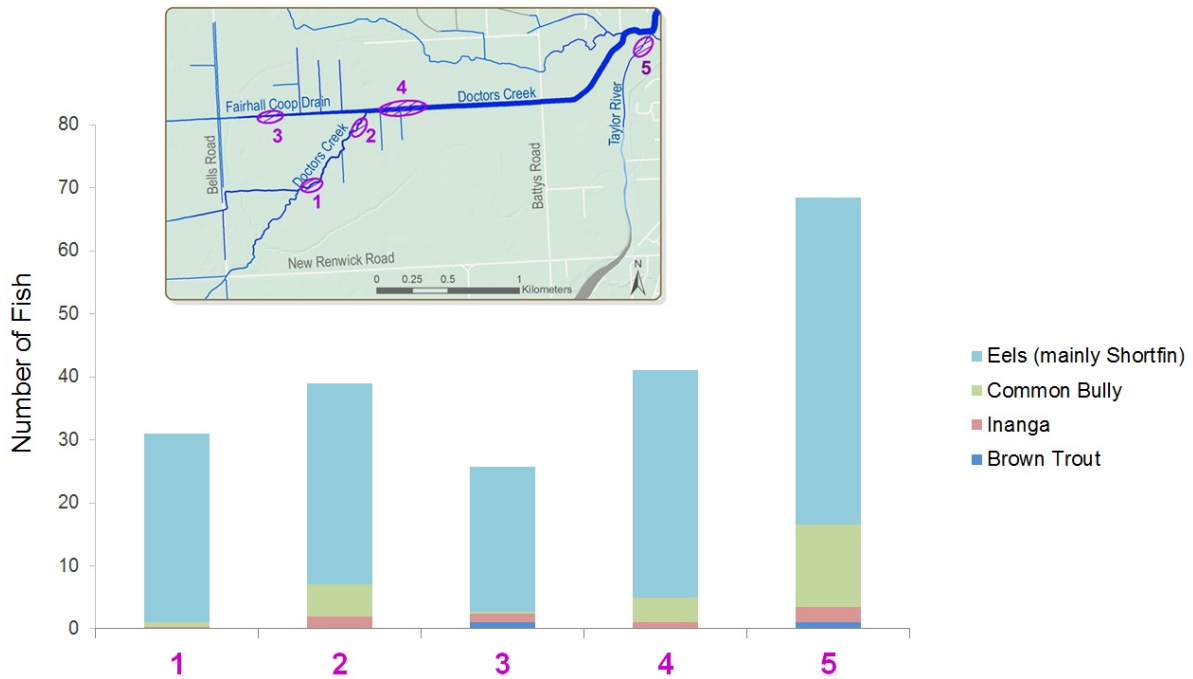 Fairhall Coop Drain
4
Doctors Creek
5
3
Doctors Creek
2
1
Bells Road
Battys Road
Taylor River
New Renwick Road
0 0.25 0.5 1
Kilometers
N
Number of Fish
80
70
60
50
40
30
20
10
0
1 2 3 4 5
Eels (mainly Shortfin)
Common Bully
Inanga
Brown Trout